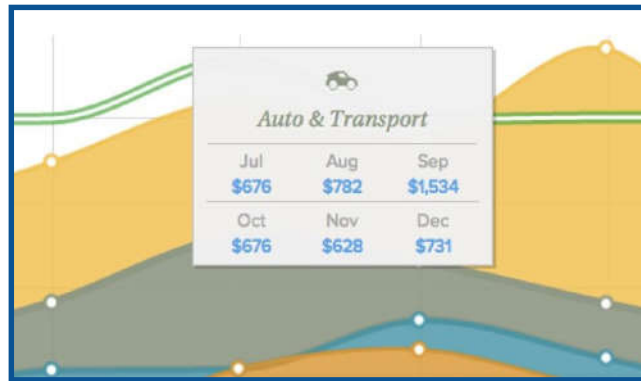 Auto & Transport
Jul Aug Sep
$676 $782 $1,534
Oct Nov Dec
$676 $628 $731